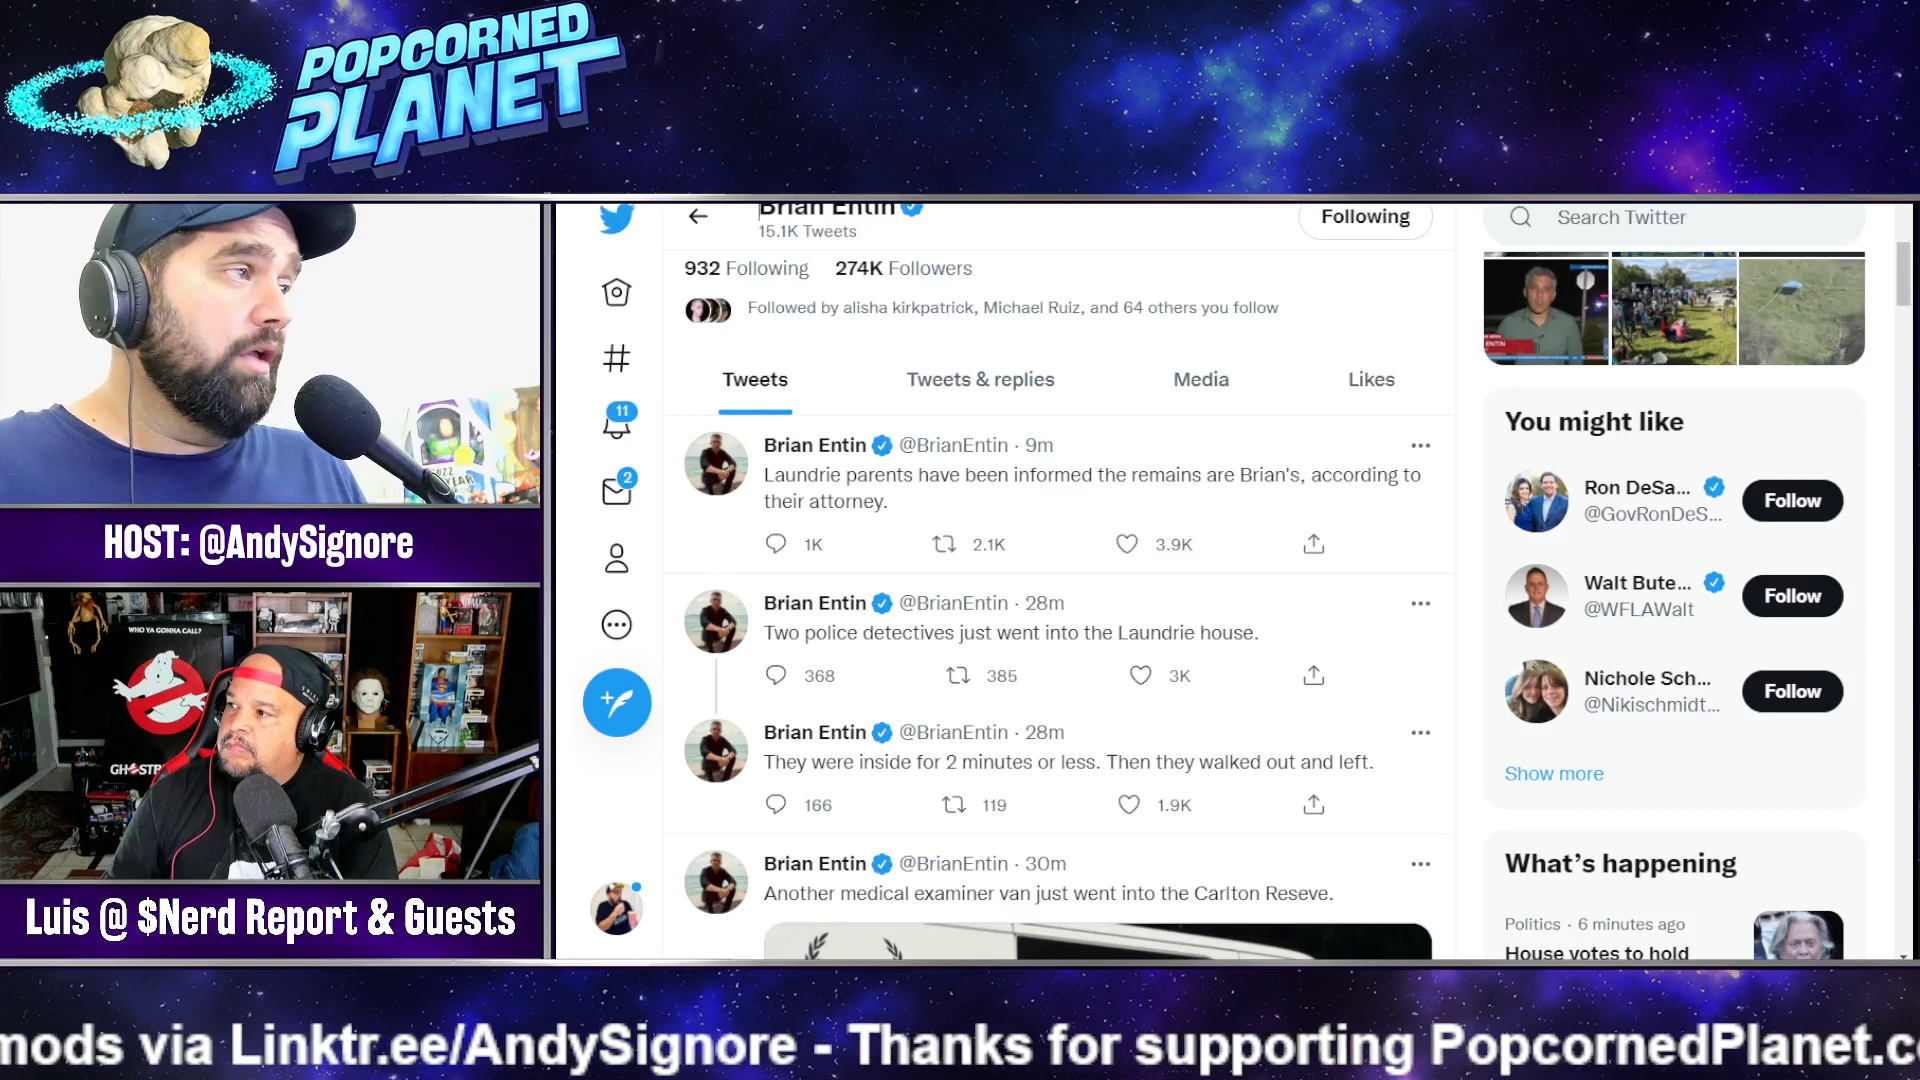 POPCORNED
PLANET
HOST: @AndySignore
WHO YA GONNA CALL?
Luis @ $Nerd Report & Guests
Brian Entin
15.1K Tweets
Following
Search Twitter
932 Following 274K Followers
Followed by alisha kirkpatrick, Michael Ruiz, and 64 others you follow
Tweets
Tweets & replies
Media
Likes
11
2
Brian Entin @BrianEntin · 9m
Laundrie parents have been informed the remains are Brian's, according to
their attorney.
1K 2.1K 3.9K
Brian Entin @BrianEntin · 28m
Two police detectives just went into the Laundrie house.
368 385 3K
Brian Entin @BrianEntin · 28m
They were inside for 2 minutes or less. Then they walked out and left.
166 119 1.9K
Brian Entin @BrianEntin · 30m
Another medical examiner van just went into the Carlton Reseve.
ENTIN
You might like
Ron DeSa...
@GovRonDeS...
Follow
Walt Bute...
@WFLAWalt
Follow
Nichole Sch...
@Nikischmidt...
Follow
Show more
What's happening
Politics · 6 minutes ago
House votes to hold
mods via Linktr.ee/AndySignore - Thanks for supporting PopcornedPlanet.c